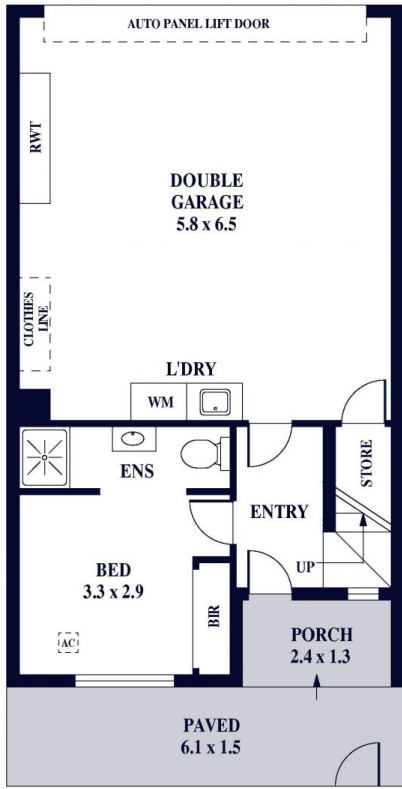 AUTO PANEL LIFT DOOR
RWT
DOUBLE
GARAGE
5.8 x 6.5
CLOTHES
LINE
L'DRY
WM
ENS
STORE
ENTRY
UP
BED
3.3 x 2.9
BIR
AC
PORCH
2.4 x 1.3
PAVED
6.1 x 1.5